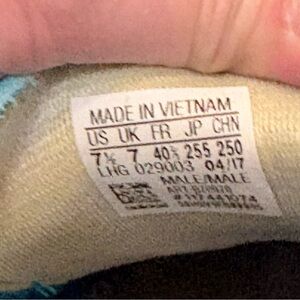 MADE IN VIETNAM
US UK FR JP CHN
7½ 7 40⅔ 255 250
LHG 029003 04/17
MALE/MALE
ART